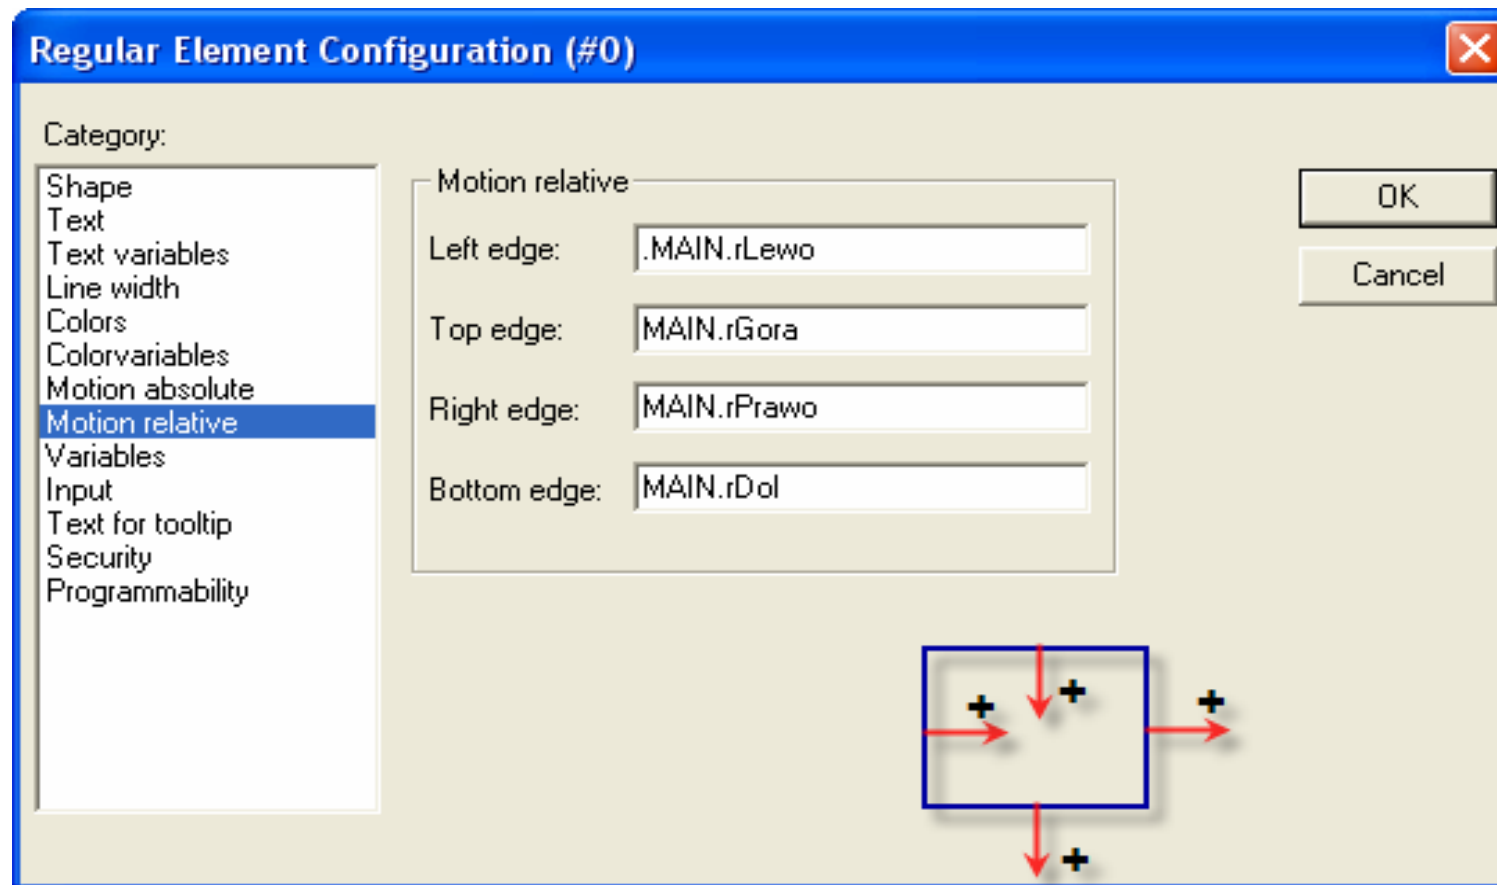 Regular Element Configuration (#0)
Category:
Shape
Text
Text variables
Line width
Colors
Colorvariables
Motion absolute
Motion relative
Variables
Input
Text for tooltip
Security
Programmability
Motion relative
Left edge: .MAIN.rLewo
Top edge: MAIN.rGora
Right edge: MAIN.rPrawo
Bottom edge: MAIN.rDol
OK
Cancel
+
+
+
+